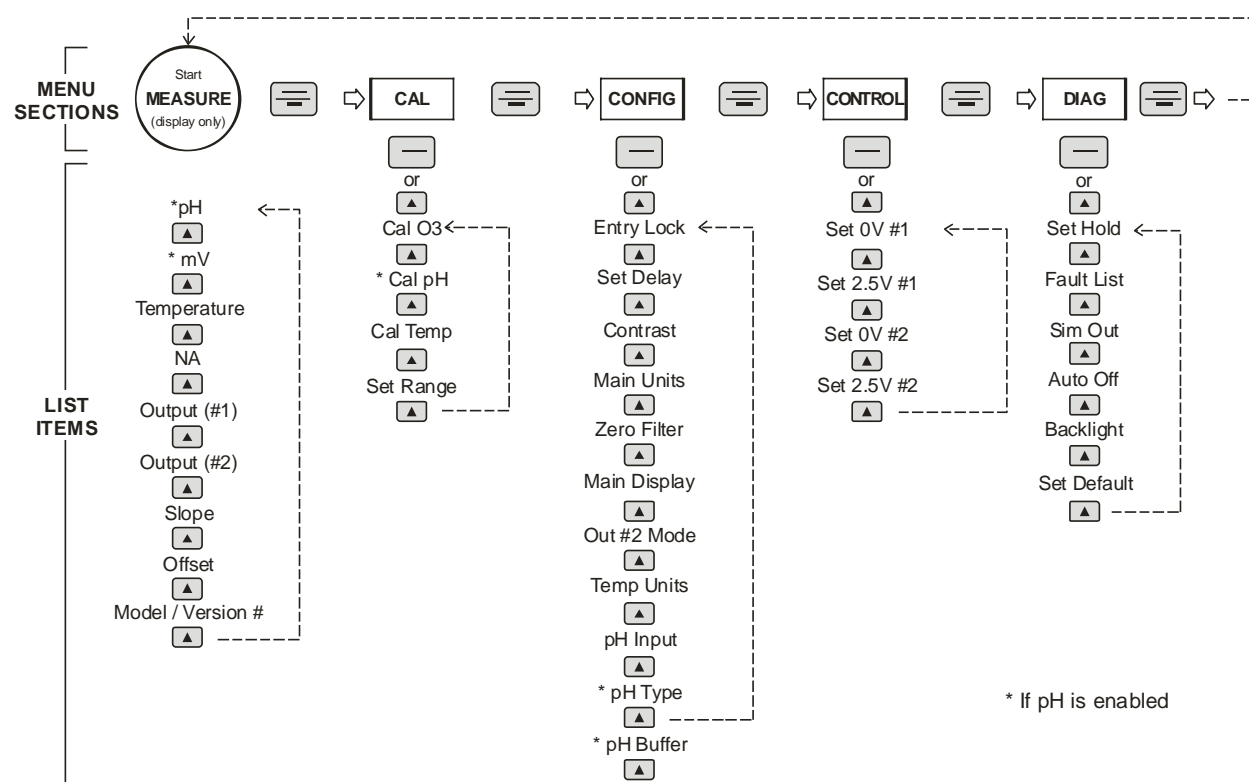 MENU
SECTIONS
Start
MEASURE
(display only)
CAL
CONFIG
CONTROL
DIAG
LIST
ITEMS
*pH
* mV
Temperature
NA
Output (#1)
Output (#2)
Slope
Offset
Model / Version #
or
Cal O3
* Cal pH
Cal Temp
Set Range
or
Entry Lock
Set Delay
Contrast
Main Units
Zero Filter
Main Display
Out #2 Mode
Temp Units
pH Input
* pH Type
* pH Buffer
or
Set 0V #1
Set 2.5V #1
Set 0V #2
Set 2.5V #2
or
Set Hold
Fault List
Sim Out
Auto Off
Backlight
Set Default
* If pH is enabled